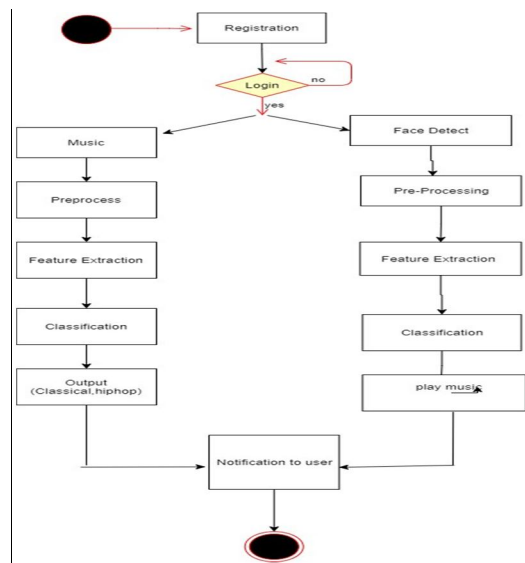 Registration
Login
no
yes
Music
Preprocess
Feature Extraction
Classification
Output
(Classical,hiphop)
Face Detect
Pre-Processing
Feature Extraction
Classification
play music
Notification to user